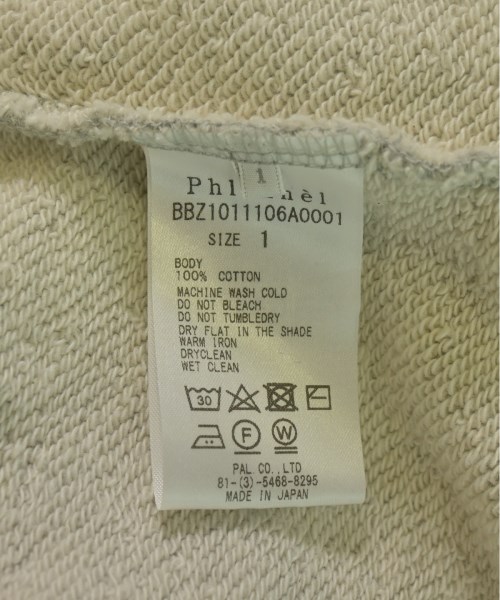 1
BBZ1011106A0001
SIZE 1
BODY
100% COTTON
MACHINE WASH COLD
DO NOT BLEACH
DO NOT TUMBLEDRY
DRY FLAT IN THE SHADE
WARM IRON
DRYCLEAN
WET CLEAN
30
F W
PAL.CO.,LTD
81-(3)-5468-8295
MADE IN JAPAN